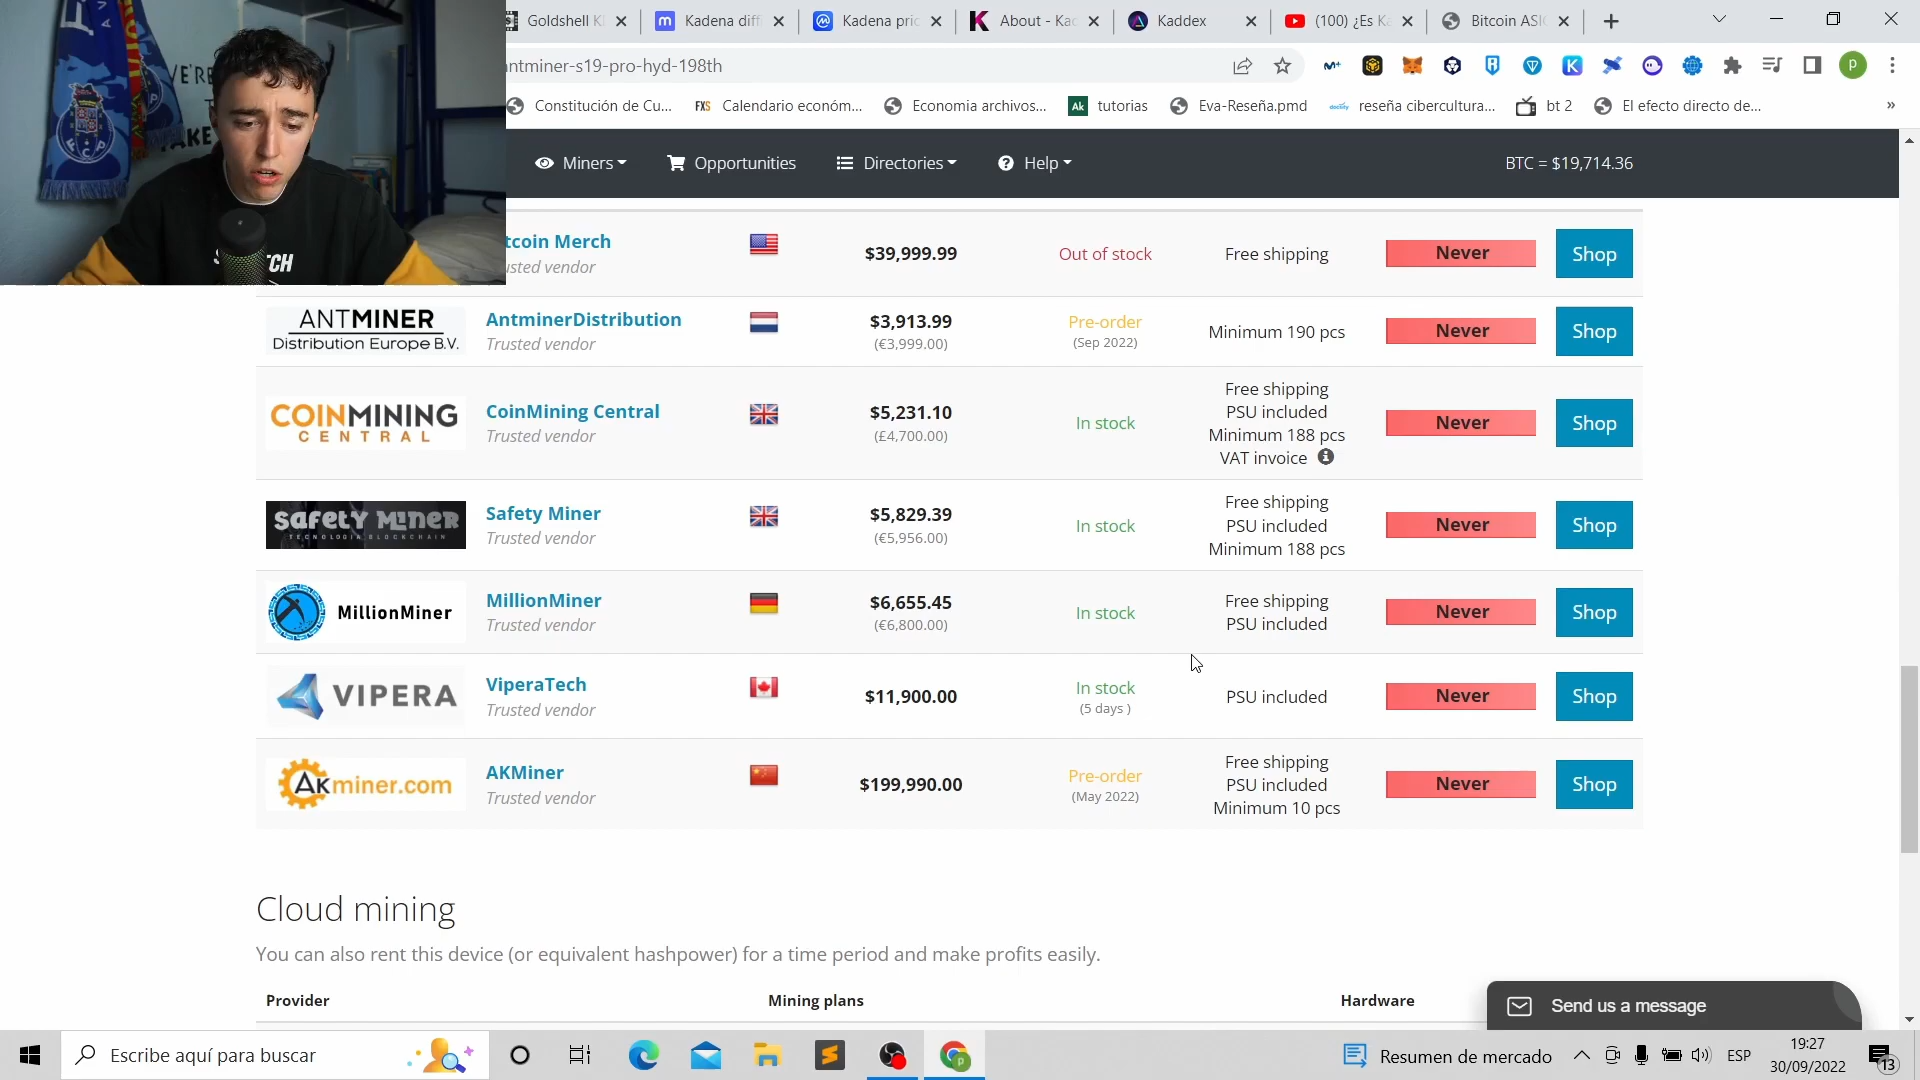 Goldshell K
Kadena diff
Kadena pric
About - Kad
Kaddex
(100) ¿Es Ka
Bitcoin ASIC
antminer-s19-pro-hyd-198th
Constitución de Cu...
Calendario económ...
Economia archivos...
tutorias
Eva-Reseña.pmd
reseña cibercultura...
bt 2
El efecto directo de...
Miners
Opportunities
Directories
Help
BTC = $19,714.36
tcoin Merch
usted vendor
$39,999.99
Out of stock
Free shipping
Never
Shop
ANTMINER
Distribution Europe B.V.
AntminerDistribution
Trusted vendor
$3,913.99
(€3,999.00)
Pre-order
(Sep 2022)
Minimum 190 pcs
Never
Shop
COINMINING
CENTRAL
CoinMining Central
Trusted vendor
$5,231.10
(£4,700.00)
In stock
Free shipping
PSU included
Minimum 188 pcs
VAT invoice
Never
Shop
SAFETY MINER
TECNOLOGIA BLOCKCHAIN
Safety Miner
Trusted vendor
$5,829.39
(€5,956.00)
In stock
Free shipping
PSU included
Minimum 188 pcs
Never
Shop
MillionMiner
MillionMiner
Trusted vendor
$6,655.45
(€6,800.00)
In stock
Free shipping
PSU included
Never
Shop
VIPERA
ViperaTech
Trusted vendor
$11,900.00
In stock
(5 days )
PSU included
Never
Shop
AKminer.com
AKMiner
Trusted vendor
$199,990.00
Pre-order
(May 2022)
Free shipping
PSU included
Minimum 10 pcs
Never
Shop
Cloud mining
You can also rent this device (or equivalent hashpower) for a time period and make profits easily.
Provider
Mining plans
Hardware
Send us a message
Escribe aquí para buscar
Resumen de mercado
ESP
19:27
30/09/2022
13